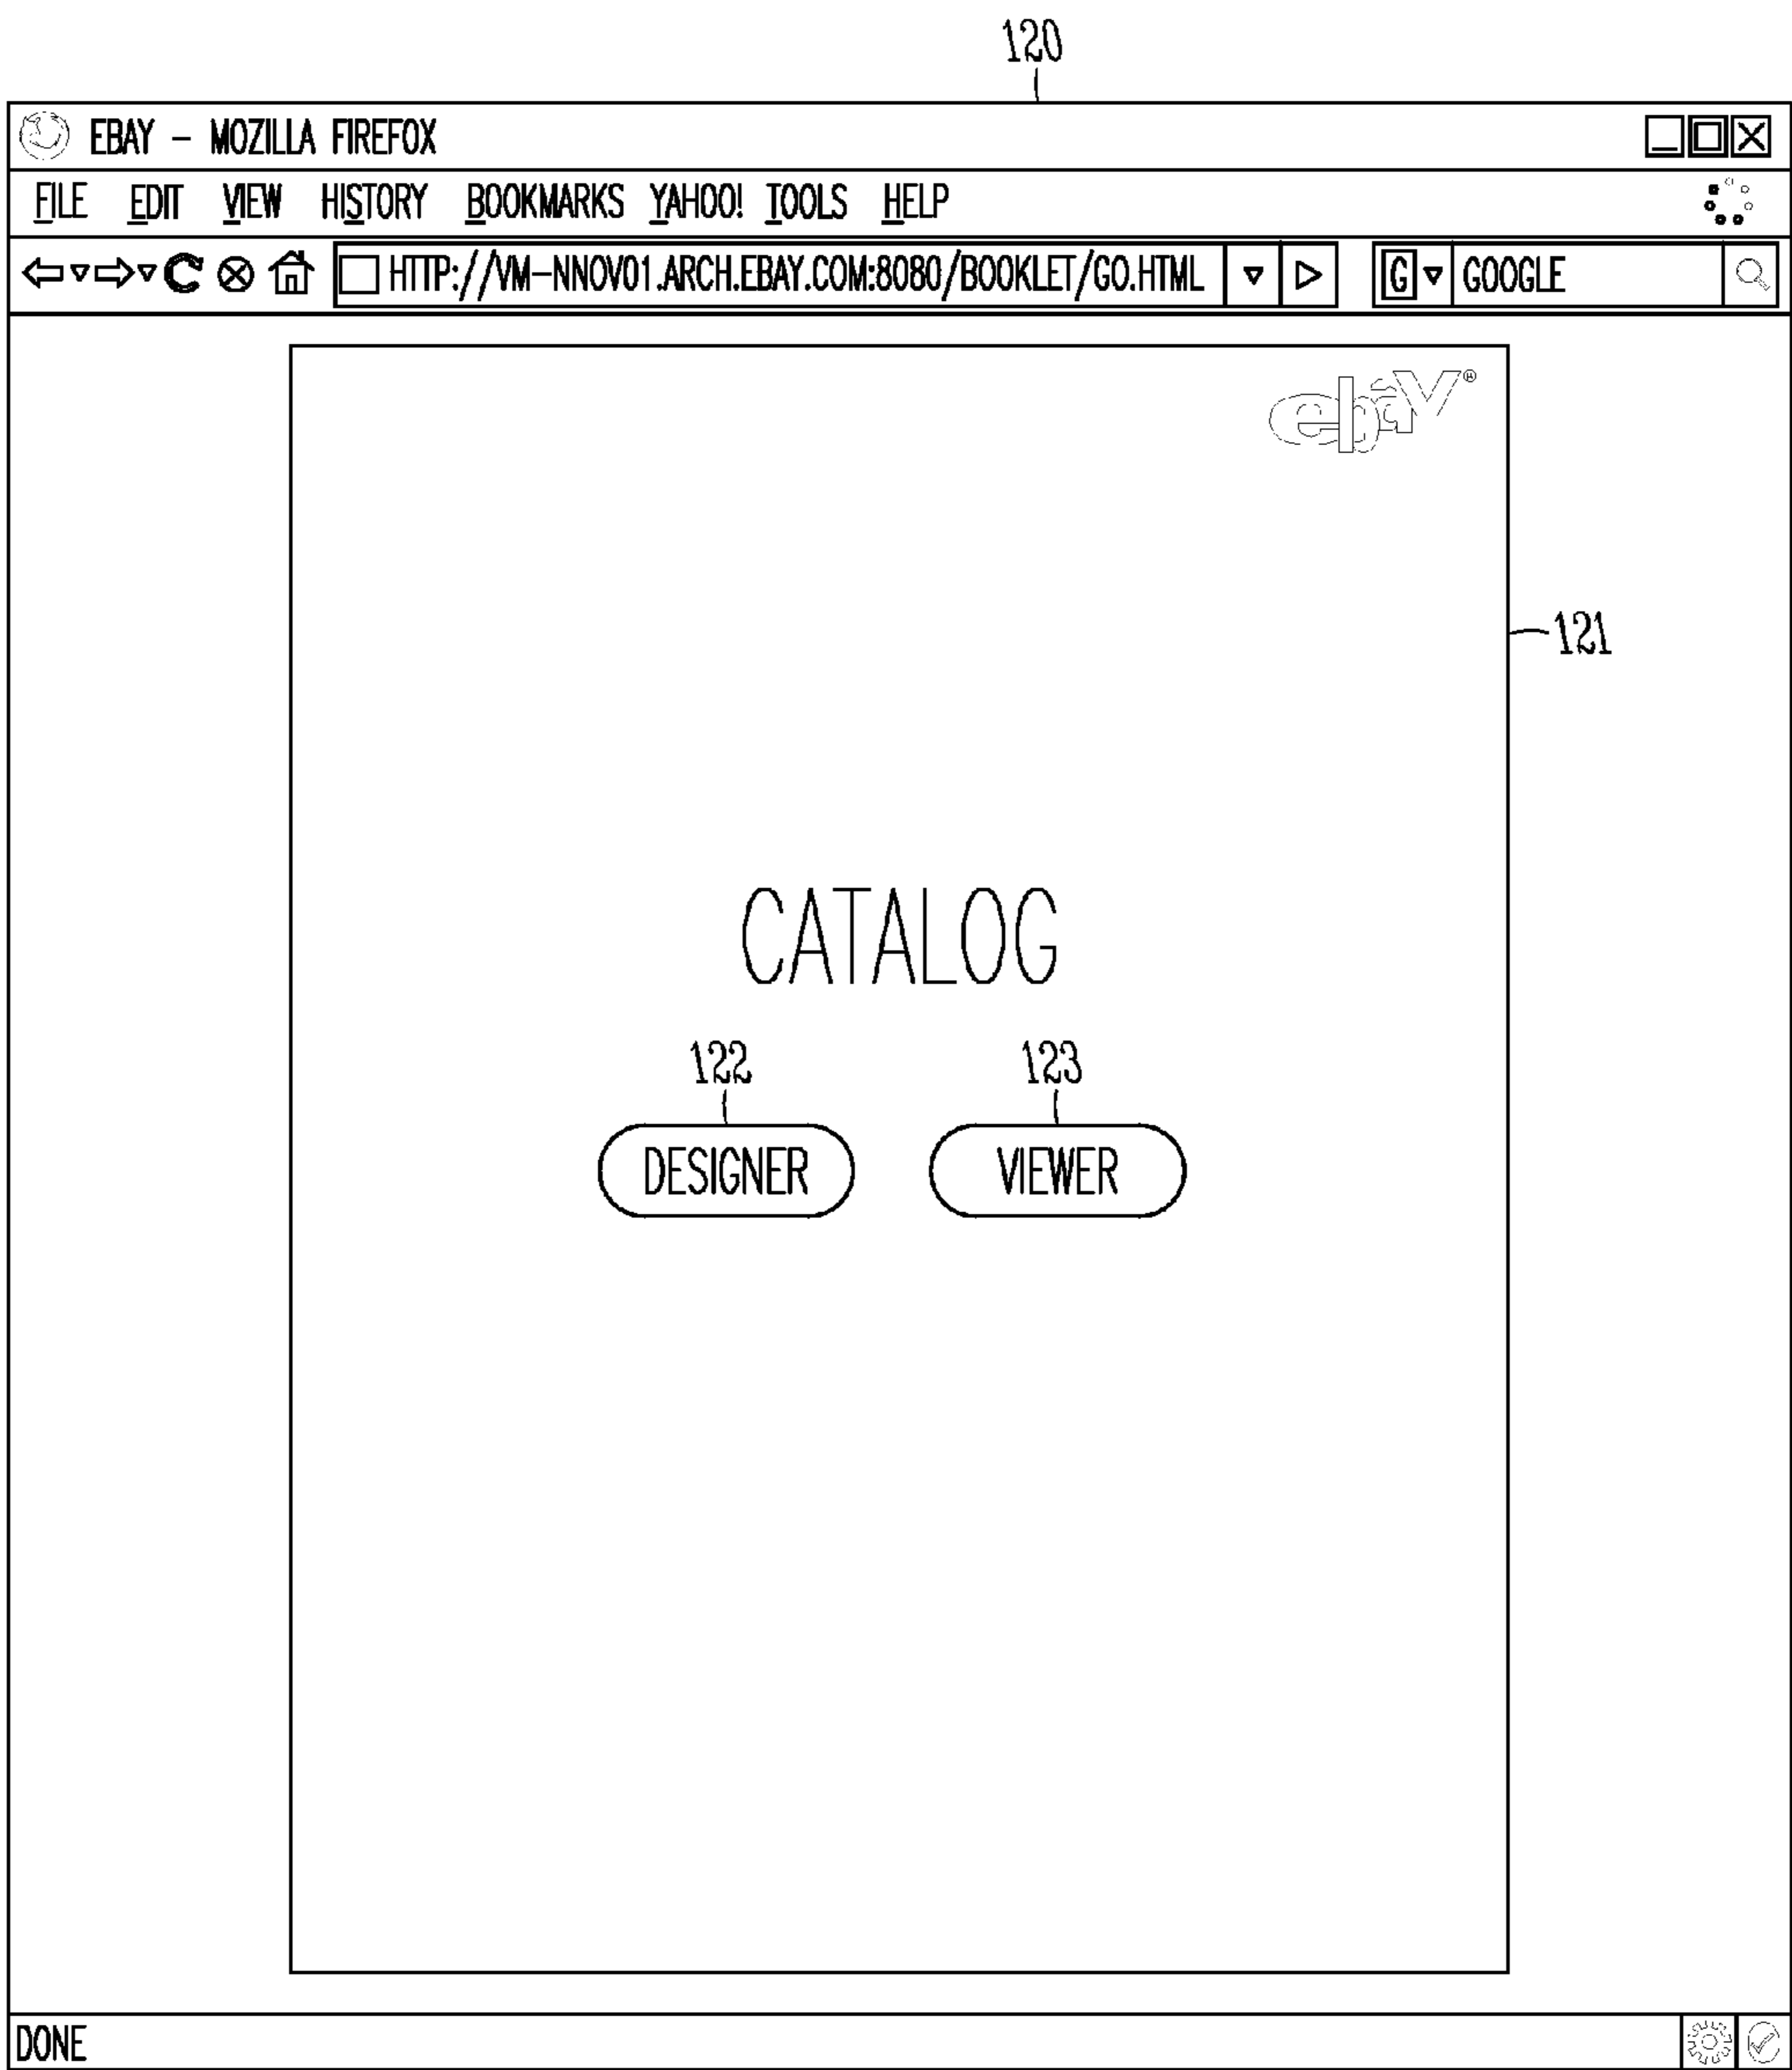 120
EBAY – MOZILLA FIREFOX
FILE EDIT VIEW HISTORY BOOKMARKS YAHOO! TOOLS HELP
HTTP://VM-NNOV01.ARCH.EBAY.COM:8080/BOOKLET/GO.HTML G GOOGLE
ebay®
121
CATALOG
122 123
DESIGNER VIEWER
DONE